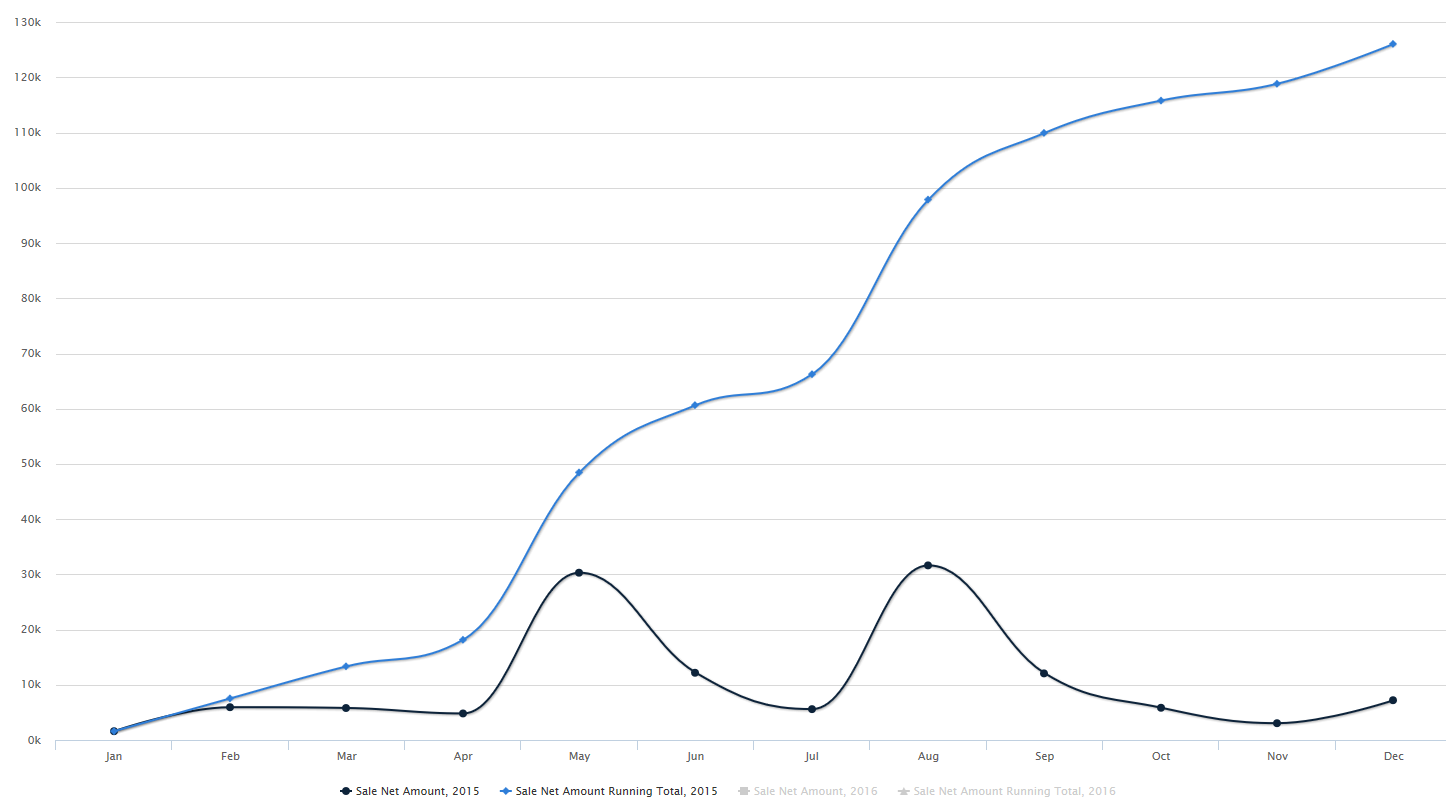 130k
120k
110k
100k
90k
80k
70k
60k
50k
40k
30k
20k
10k
0k
Jan Feb Mar Apr May Jun Jul Aug Sep Oct Nov Dec
Sale Net Amount, 2015 Sale Net Amount Running Total, 2015 Sale Net Amount, 2016 Sale Net Amount Running Total, 2016